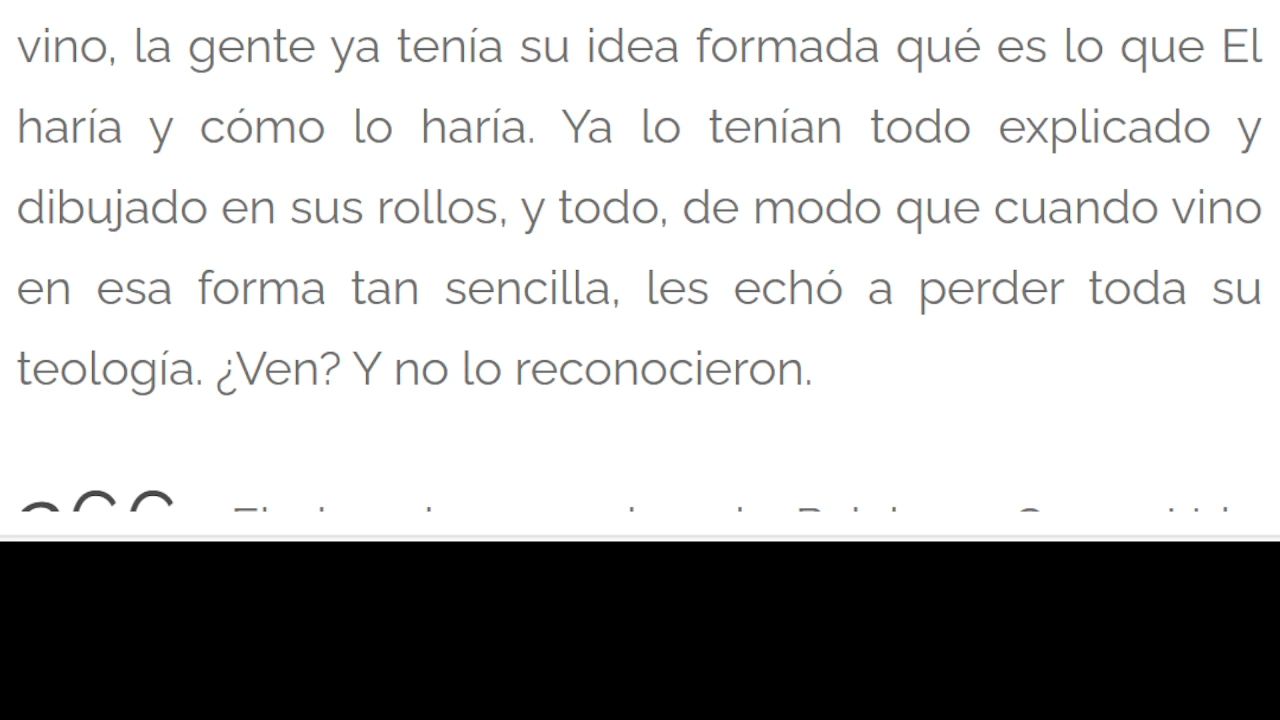 vino, la gente ya tenía su idea formada qué es lo que El
haría y cómo lo haría. Ya lo tenían todo explicado y
dibujado en sus rollos, y todo, de modo que cuando vino
en esa forma tan sencilla, les echó a perder toda su
teología. ¿Ven? Y no lo reconocieron.